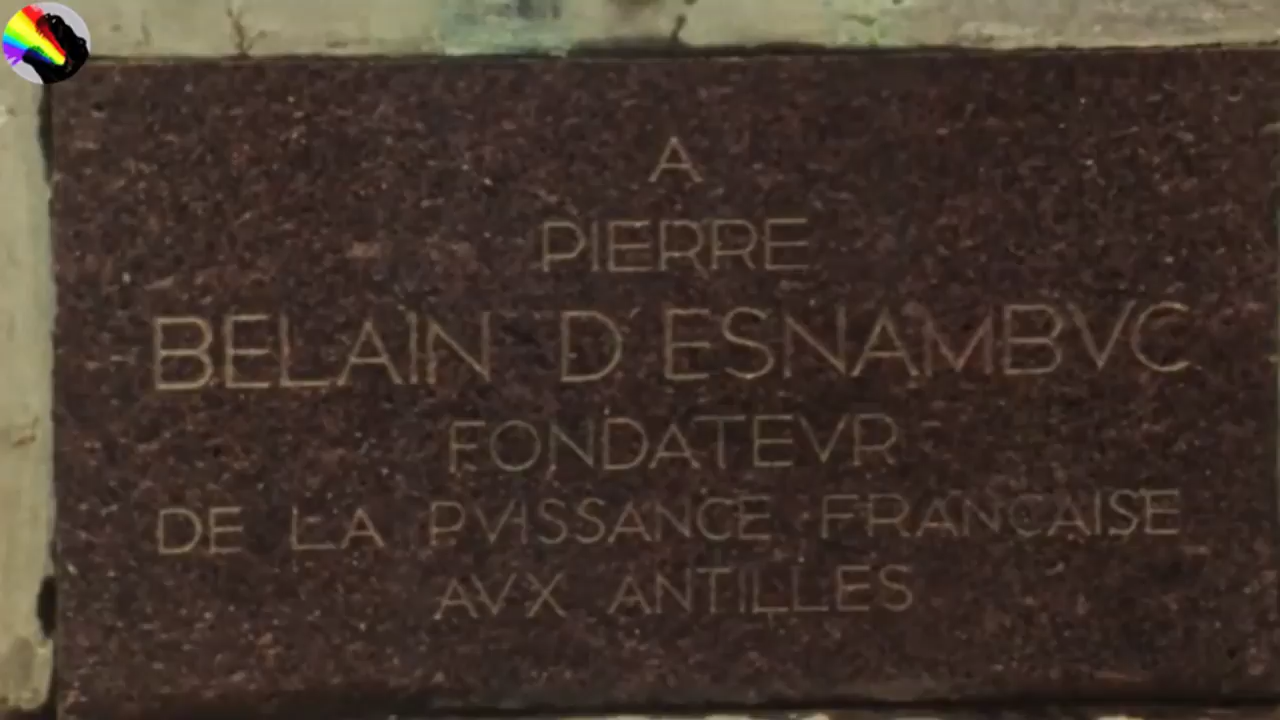 A
PIERRE
BELAIN D'ESNAMBVC
FONDATEVR
DE LA PVISSANCE FRANCAISE
AVX ANTILLES